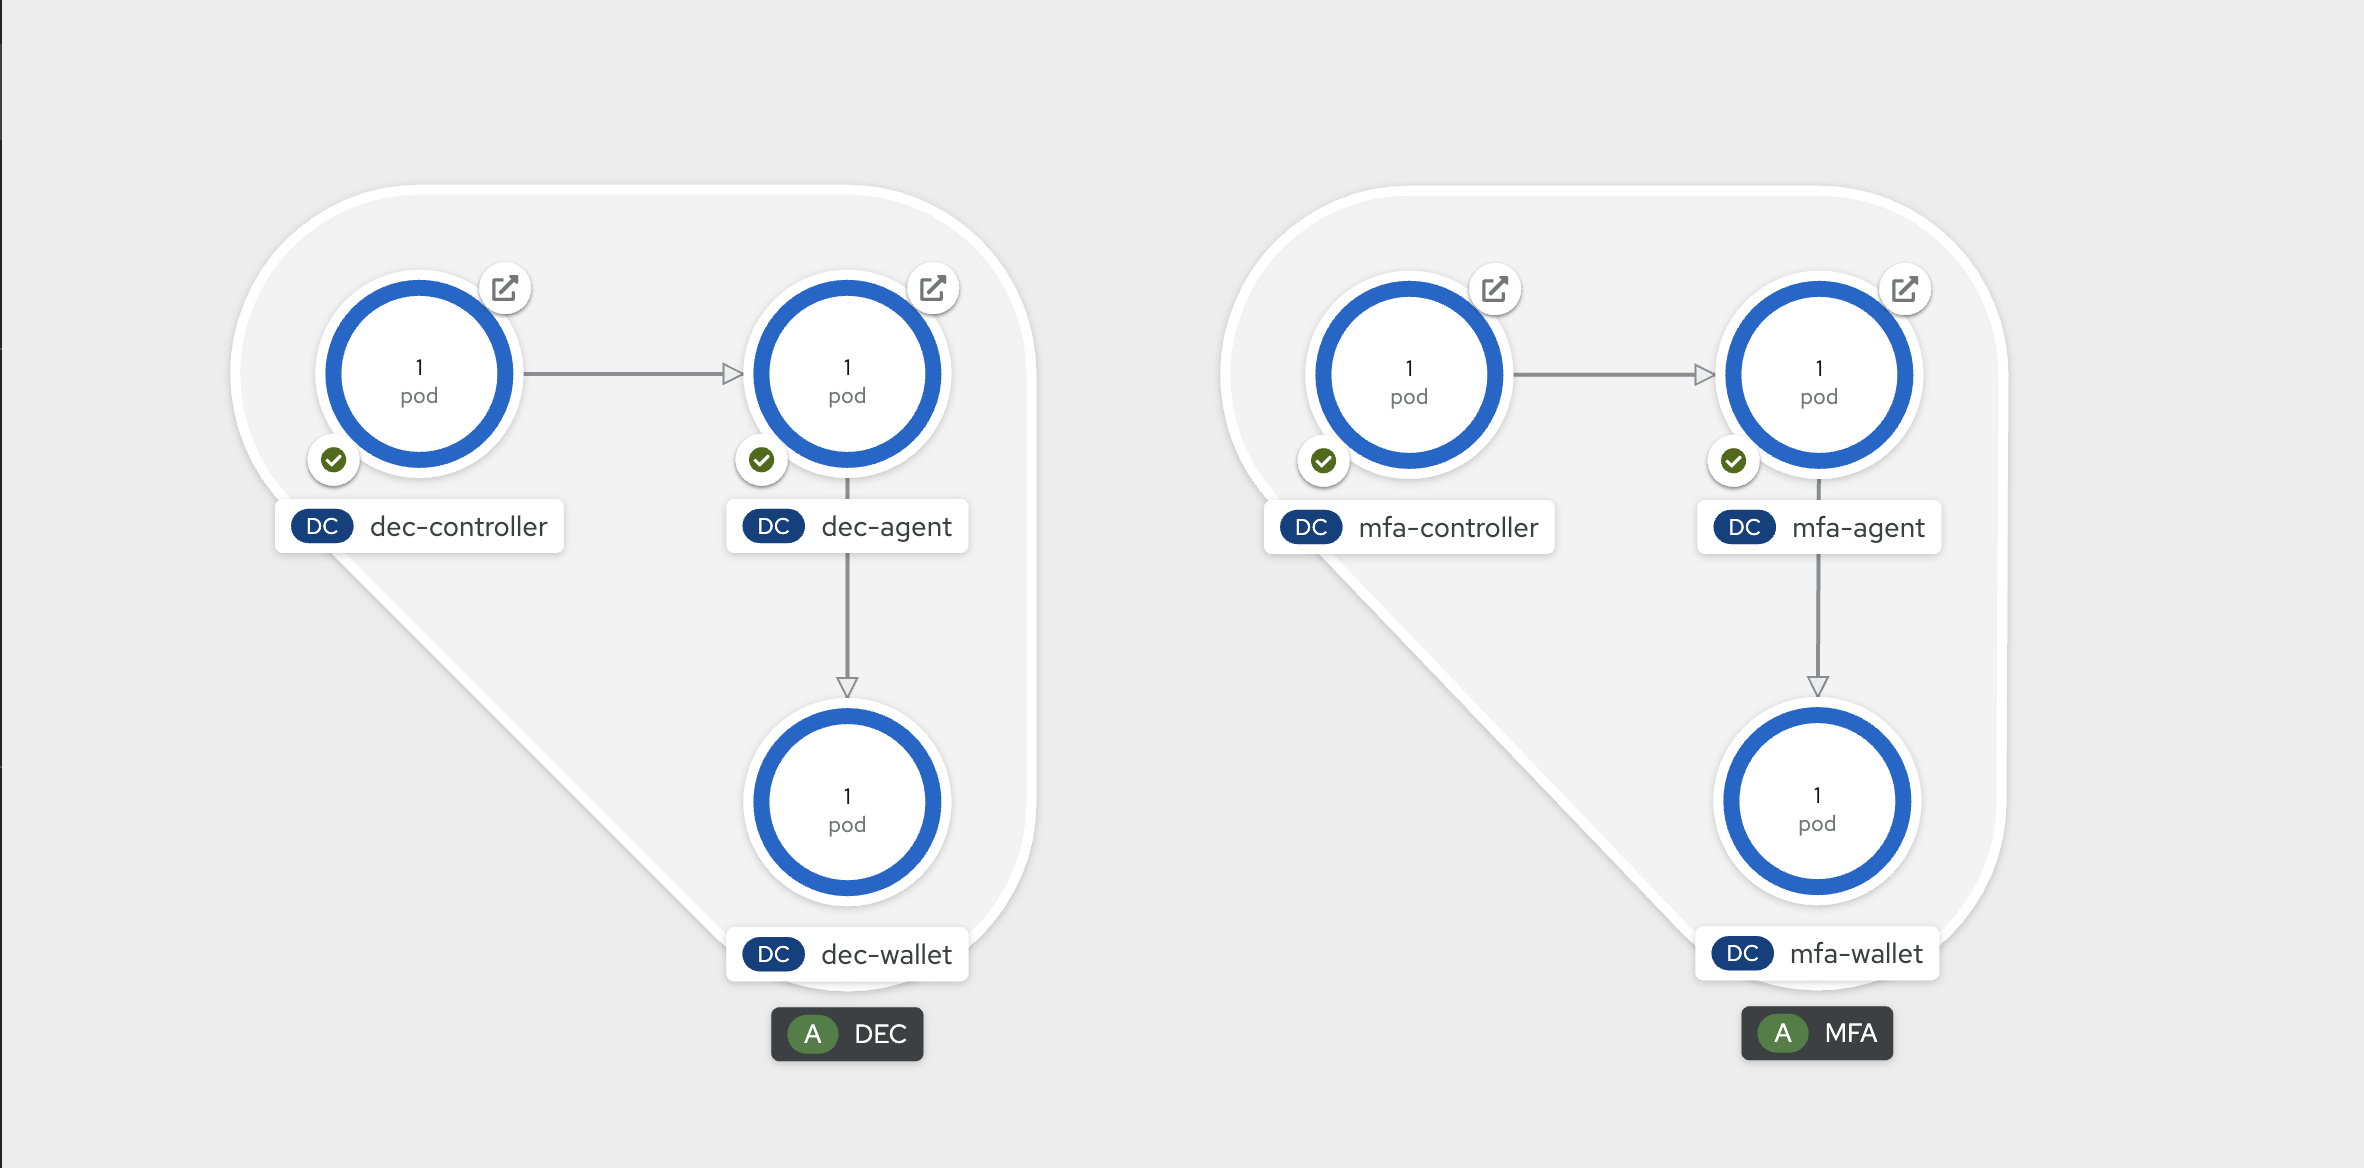 1
pod
DC dec-controller
1
pod
DC dec-agent
1
pod
DC dec-wallet
A DEC
1
pod
DC mfa-controller
1
pod
DC mfa-agent
1
pod
DC mfa-wallet
A MFA